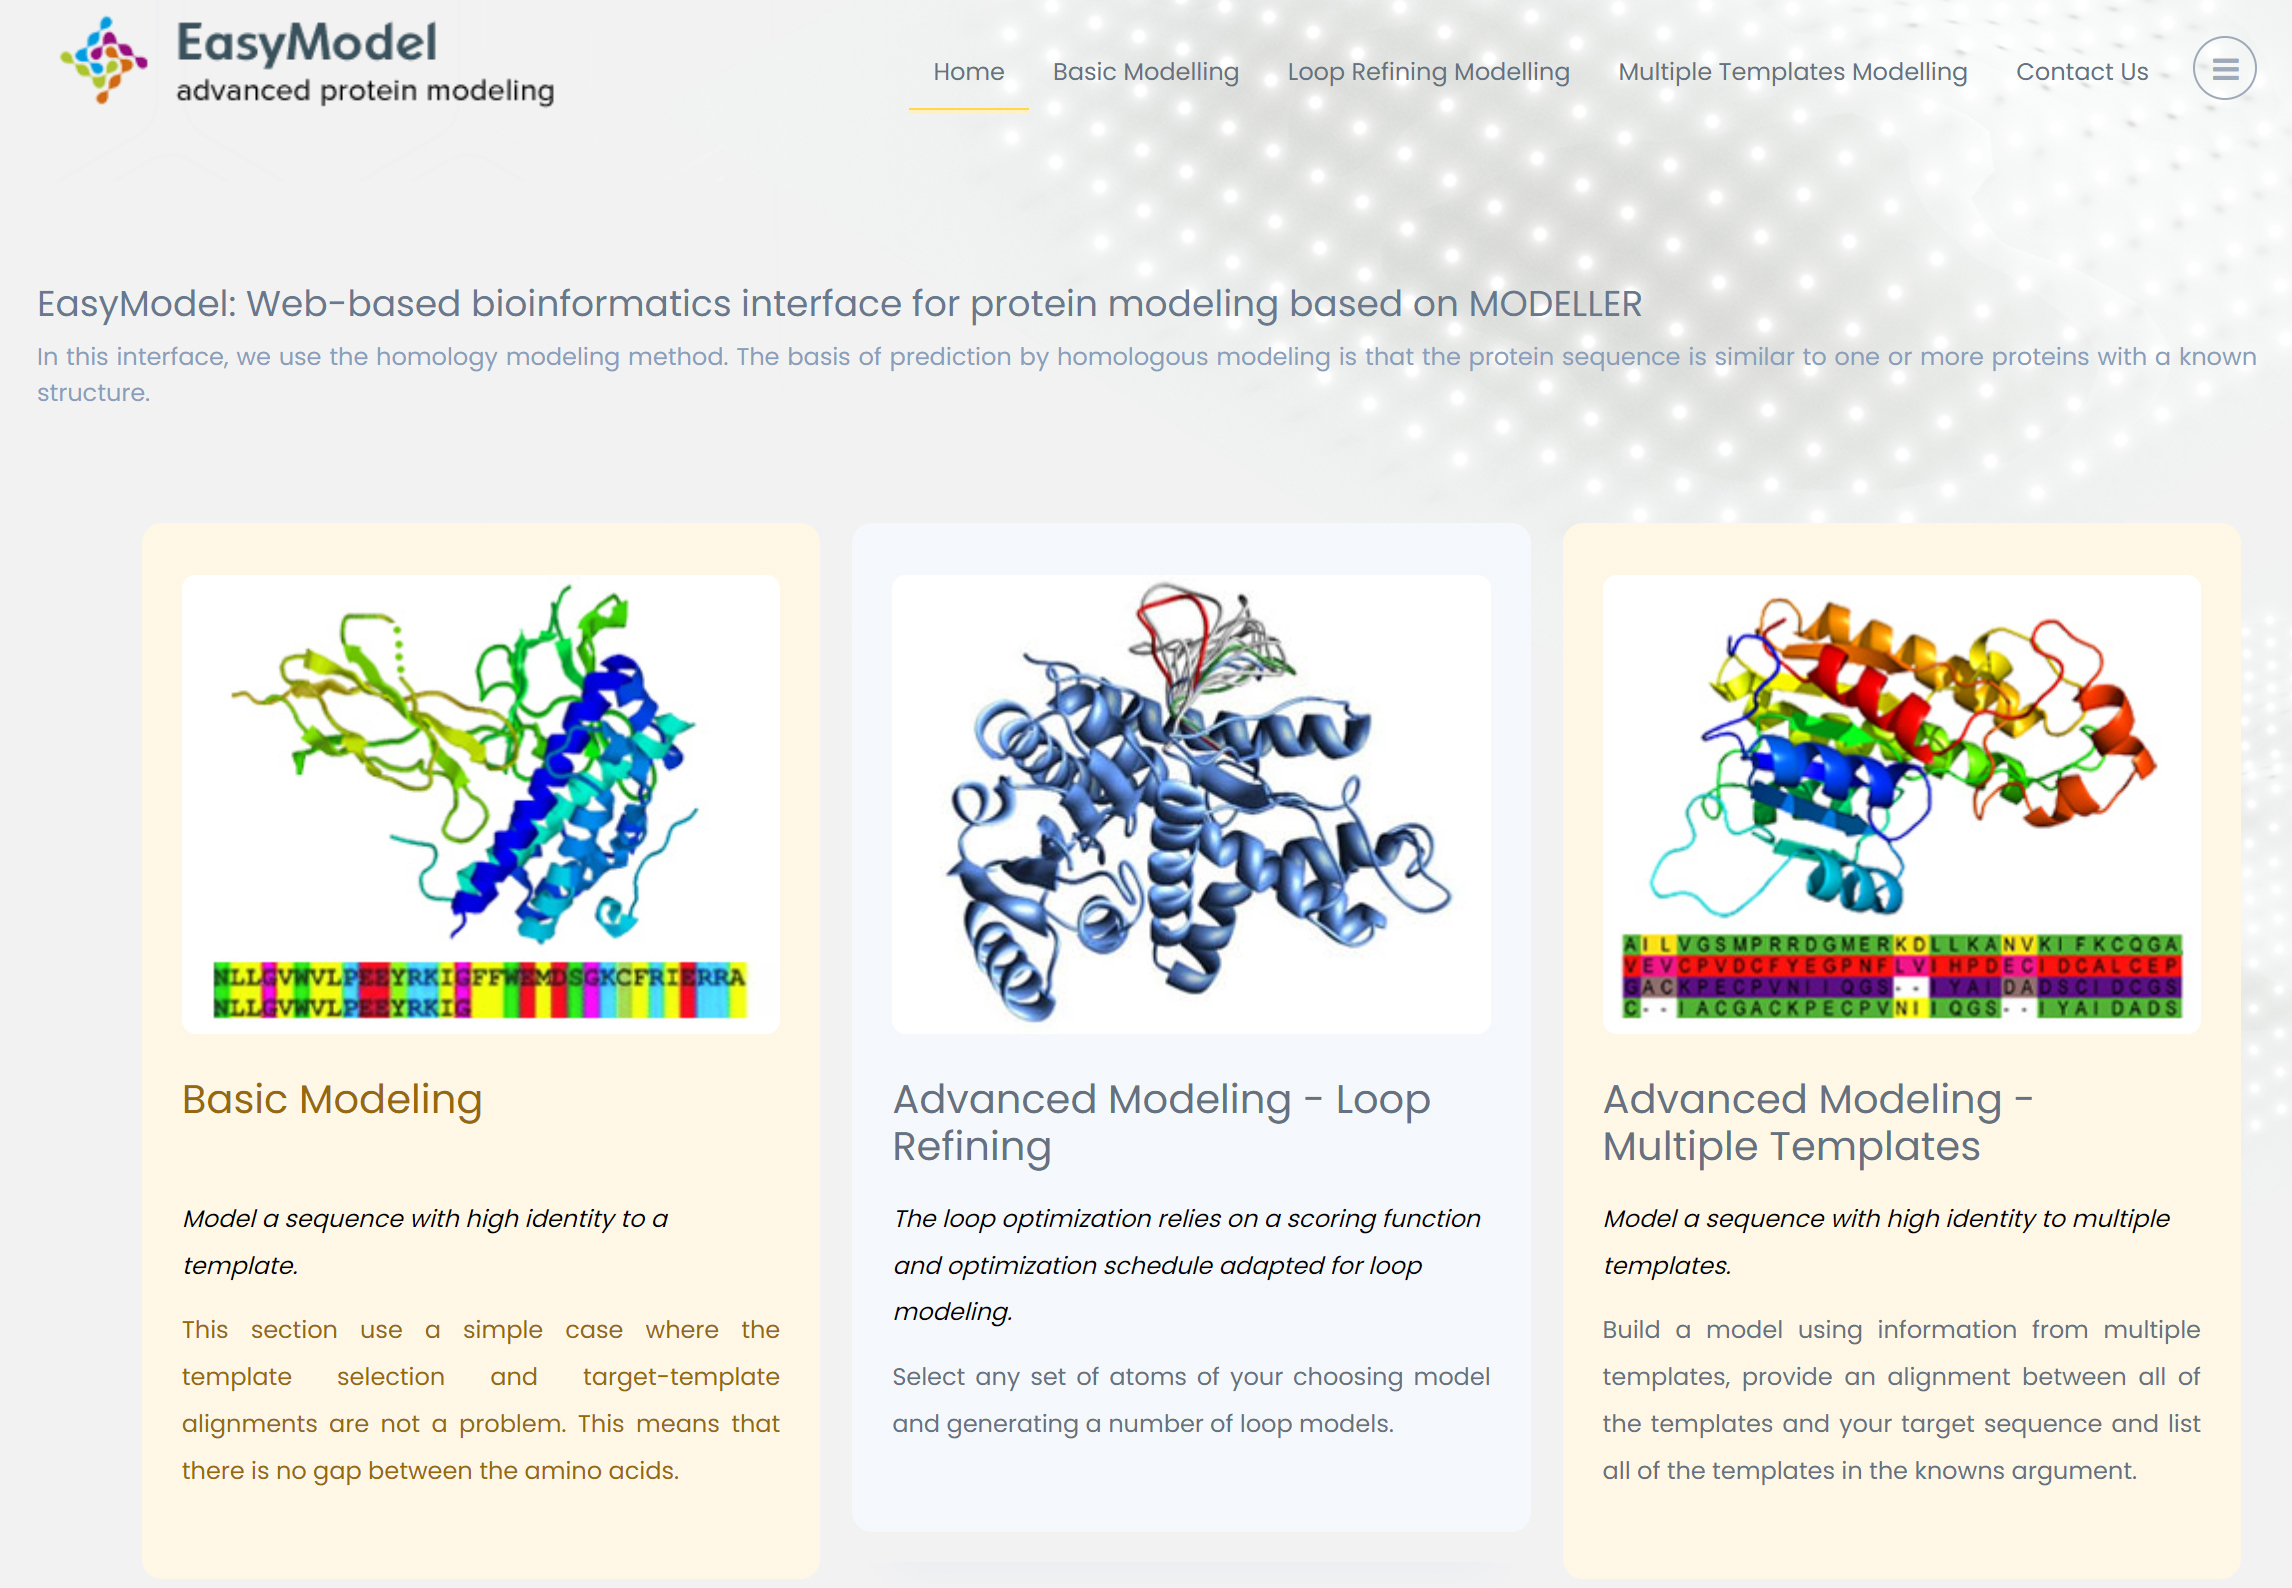 EasyModel
advanced protein modeling
Home
Basic Modelling
Loop Refining Modelling
Multiple Templates Modelling
Contact Us
EasyModel: Web-based bioinformatics interface for protein modeling based on MODELLER
In this interface, we use the homology modeling method. The basis of prediction by homologous modeling is that the protein sequence is similar to one or more proteins with a known
structure.
NLLGVWVLPEEYRKIGFFWEMDSGKCFRIERRA
NLLGVWVLPEEYRKIG
Basic Modeling
Model a sequence with high identity to a
template.
This section use a simple case where the
template selection and target-template
alignments are not a problem. This means that
there is no gap between the amino acids.
Advanced Modeling - Loop
Refining
The loop optimization relies on a scoring function
and optimization schedule adapted for loop
modeling.
Select any set of atoms of your choosing model
and generating a number of loop models.
AILVGSMPRRDGMERKDLLKANVKIFKCQGA
VEVCPVDCFYEGPNFLVIHPDECIDCALCEP
GACKPECPVNIIQGS--IYAIDADSCIDCGS
C--IACGACKPECPVNIIQGS--IYAIDADS
Advanced Modeling -
Multiple Templates
Model a sequence with high identity to multiple
templates.
Build a model using information from multiple
templates, provide an alignment between all of
the templates and your target sequence and list
all of the templates in the knowns argument.